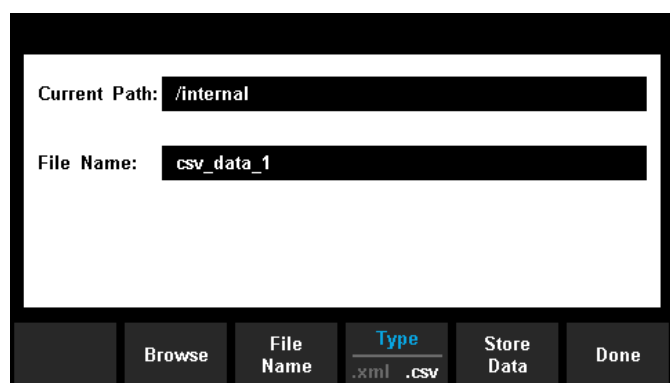 Current Path: /internal
File Name: csv_data_1
Browse
File
Name
Type
.xml .csv
Store
Data
Done